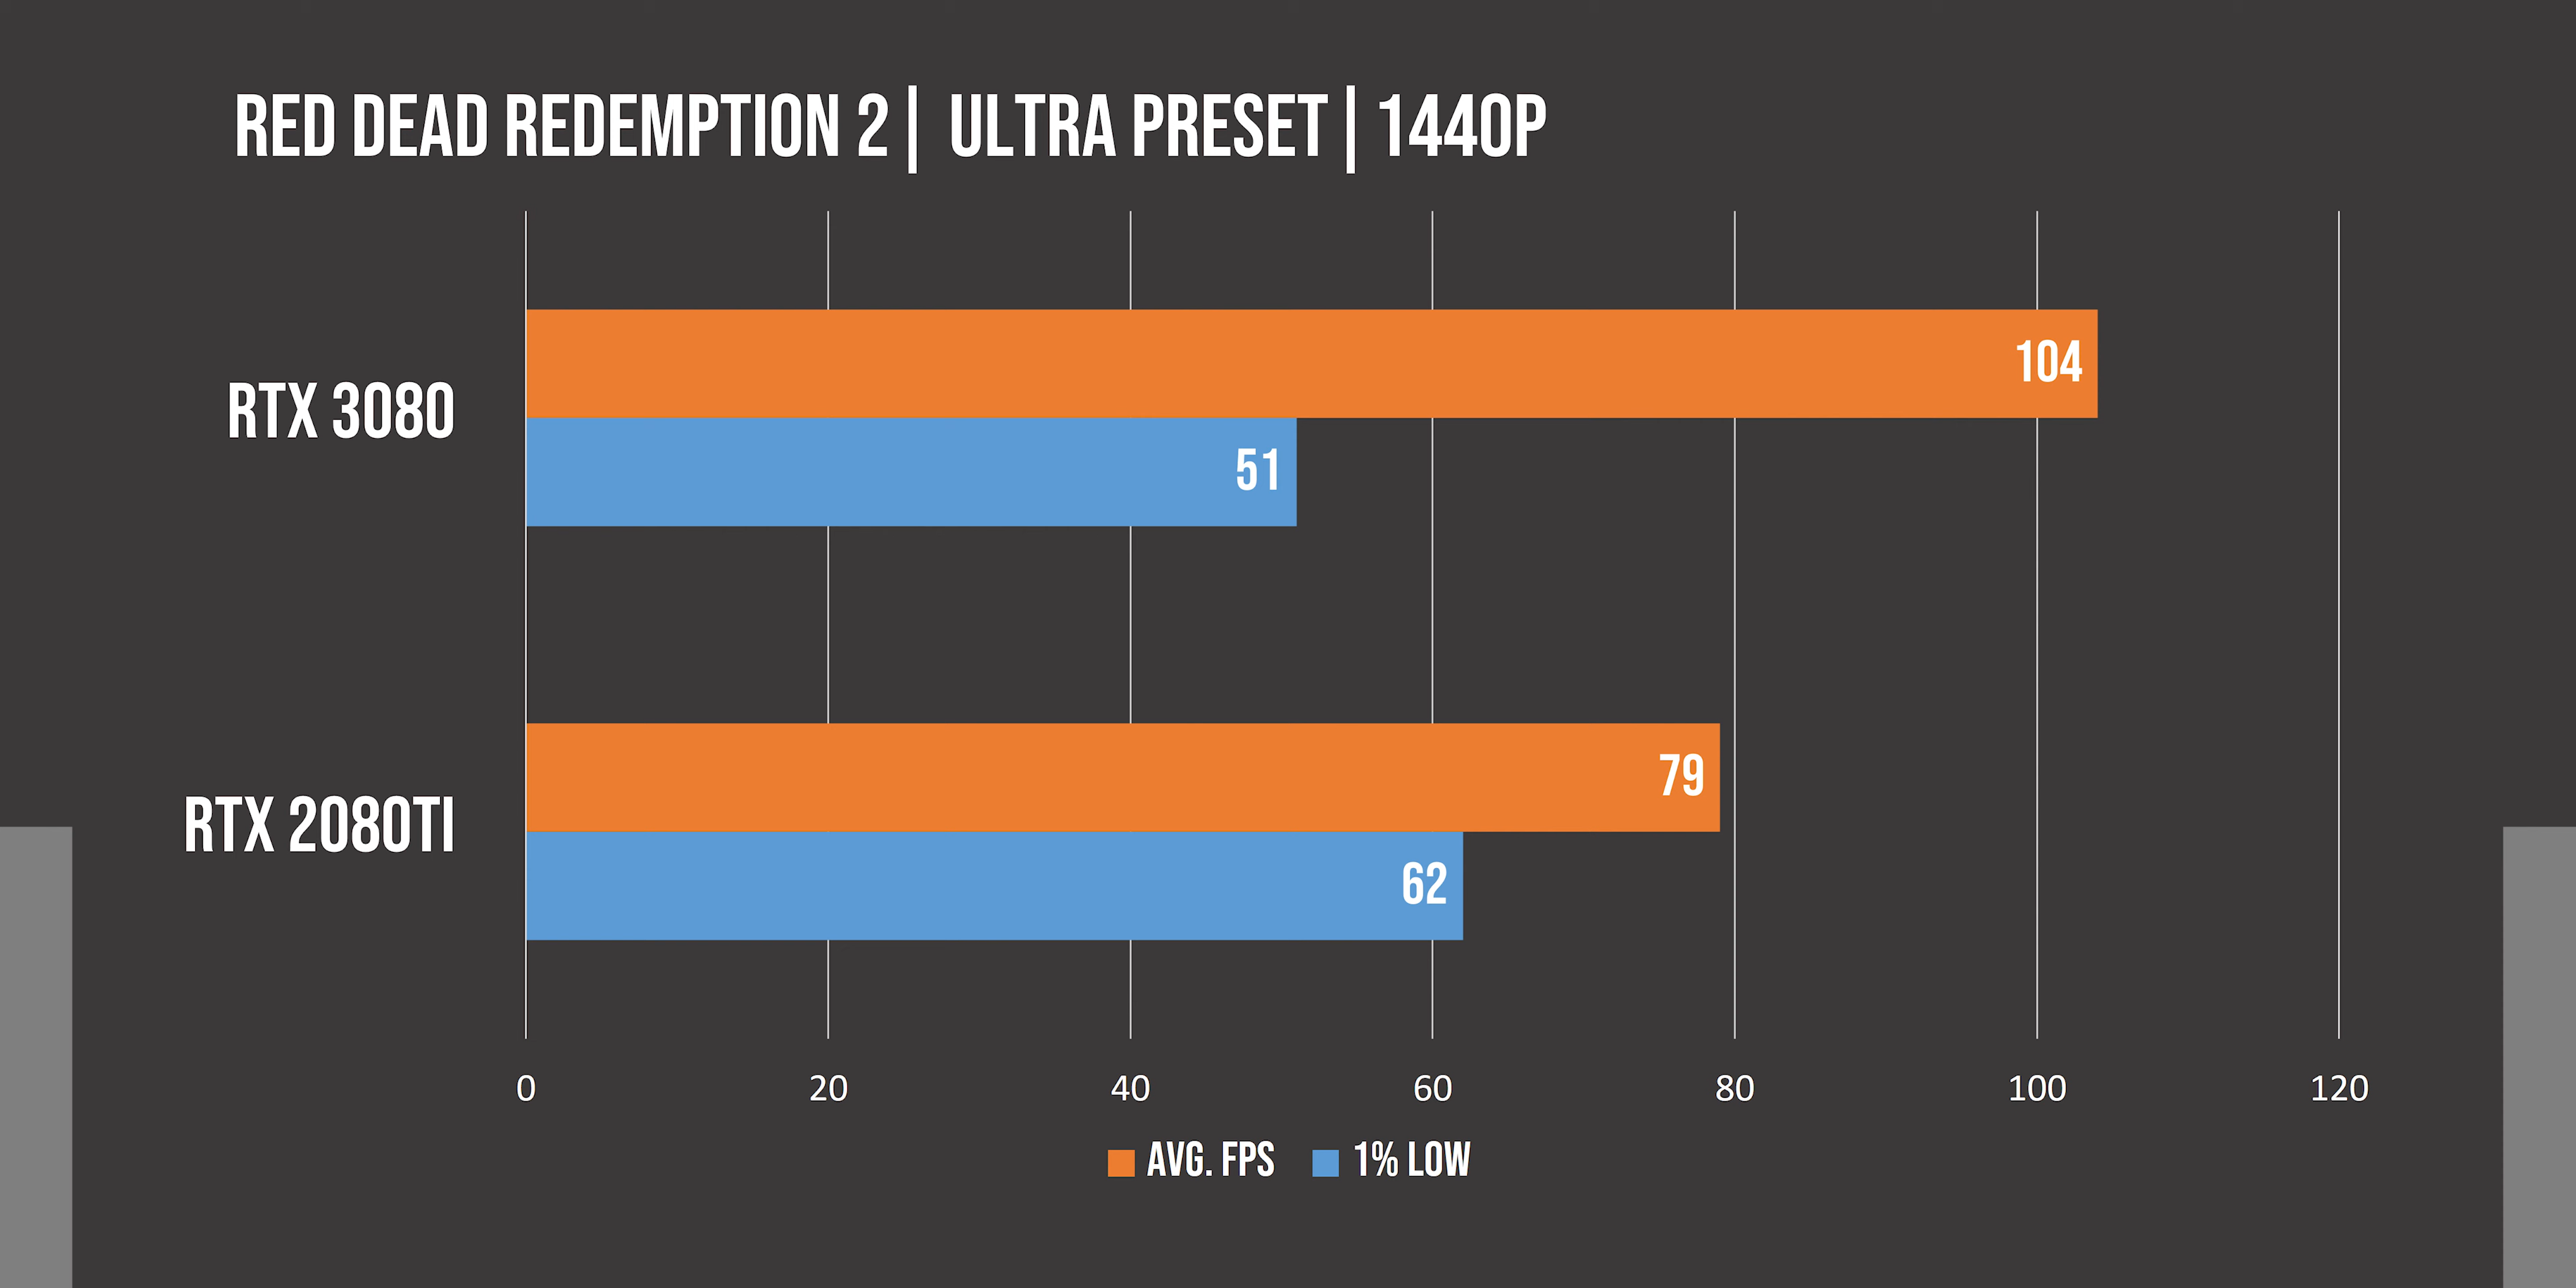 RED DEAD REDEMPTION 2| ULTRA PRESET | 1440P
RTX 3080
104
51
RTX 2080TI
79
62
0 20 40 60 80 100 120
AVG. FPS 1% LOW